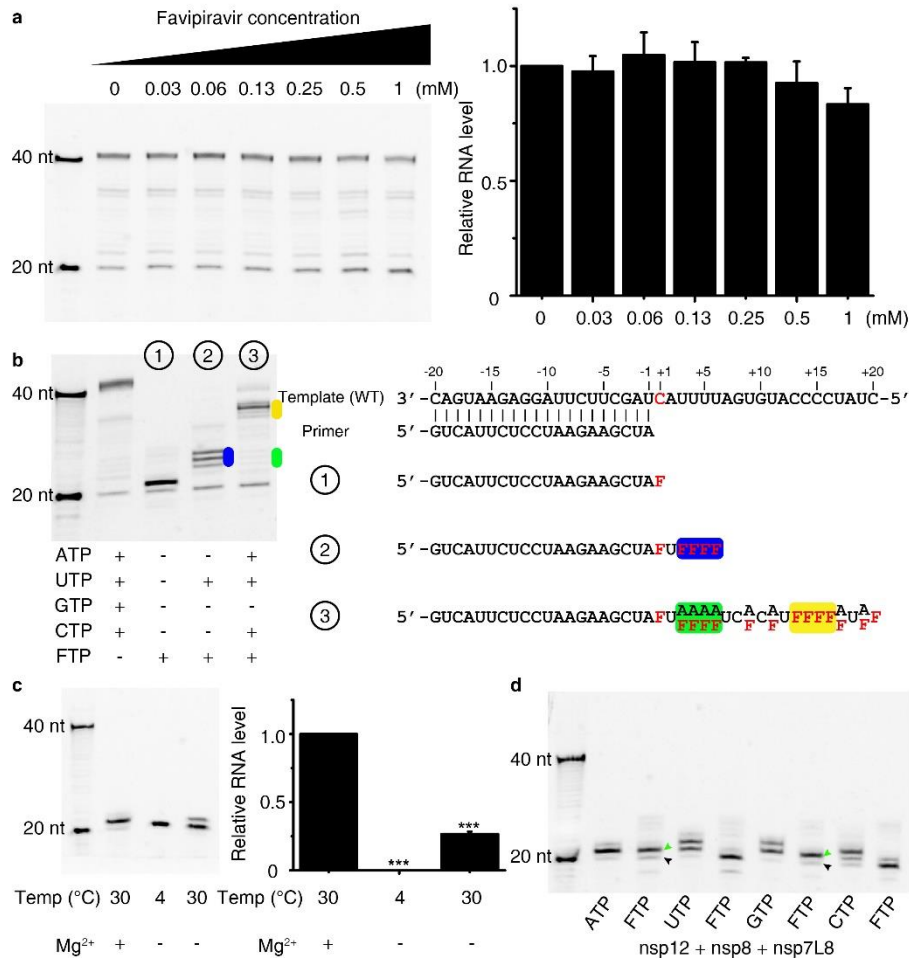 a
Favipiravir concentration
0 0.03 0.06 0.13 0.25 0.5 1 (mM)
40 nt
20 nt
Relative RNA level
1.0
0.5
0
0 0.03 0.06 0.13 0.25 0.5 1 (mM)
b
1 2 3
40 nt
20 nt
ATP + - - +
UTP + - + +
GTP + - - -
CTP + - - +
FTP - + + +
-20 -15 -10 -5 -1 +1 +5 +10 +15 +20
Template (WT) 3’-CAGUAAGAGGAUUCUUCGAUCAUUUUAGUGUACCCCUAUC-5’
Primer 5’-GUCAUUCUCCUAAGAAGCUA
1 5’-GUCAUUCUCCUAAGAAGCUAF
2 5’-GUCAUUCUCCUAAGAAGCUAFUFFFF
AAAA A A A A
3 5’-GUCAUUCUCCUAAGAAGCUAFU UC C UFFFF U
FFFF F F F F
c
40 nt
20 nt
Temp (°C) 30 4 30
Mg2+ + - -
Relative RNA level
1.0
0.5
0
*** ***
Temp (°C) 30 4 30
Mg2+ + - -
d
40 nt
20 nt
ATP FTP UTP FTP GTP FTP CTP FTP
nsp12 + nsp8 + nsp7L8